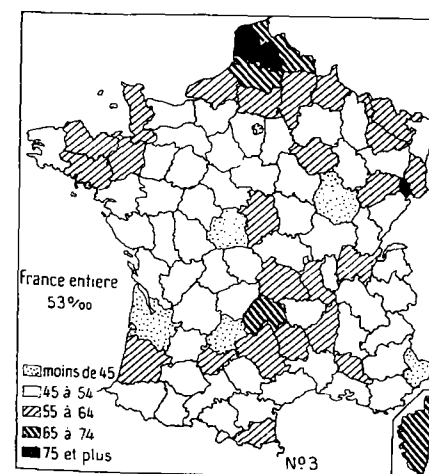 France entiere
53‰
moins de 45
45 à 54
55 à 64
65 à 74
75 et plus
Nº3